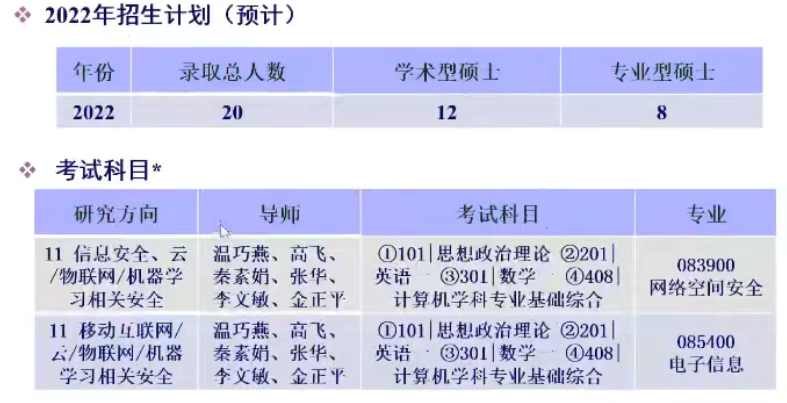 2022年招生计划（预计）
年份 录取总人数 学术型硕士 专业型硕士
2022 20 12 8
考试科目*
研究方向 导师 考试科目 专业
11 信息安全、云
/物联网/机器学
习相关安全
温巧燕、高飞、
秦素娟、张华、
李文敏、金正平
①101|思想政治理论 ②201|
英语一 ③301|数学一 ④408|
计算机学科专业基础综合
083900
网络空间安全
11 移动互联网/
云/物联网/机器
学习相关安全
温巧燕、高飞、
秦素娟、张华、
李文敏、金正平
①101|思想政治理论 ②201|
英语一 ③301|数学一 ④408|
计算机学科专业基础综合
085400
电子信息